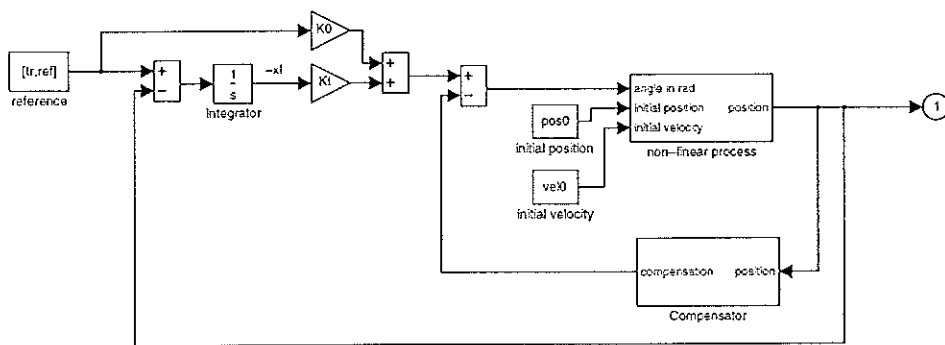 K0
[tr,ref]
reference
+
−
1
s
Integrator
−xI
KI
+
+
+
−
angle in rad
initial position
initial velocity
position
non−linear process
pos0
initial position
vel0
initial velocity
1
compensation
position
Compensator